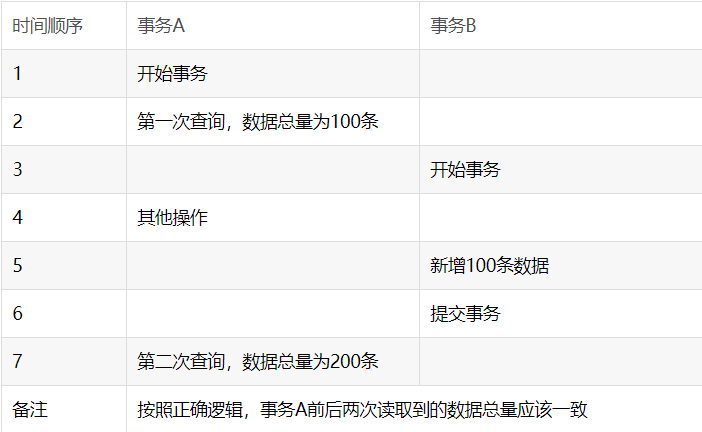 时间顺序 事务A 事务B
1 开始事务
2 第一次查询，数据总量为100条
3 开始事务
4 其他操作
5 新增100条数据
6 提交事务
7 第二次查询，数据总量为200条
备注 按照正确逻辑，事务A前后两次读取到的数据总量应该一致